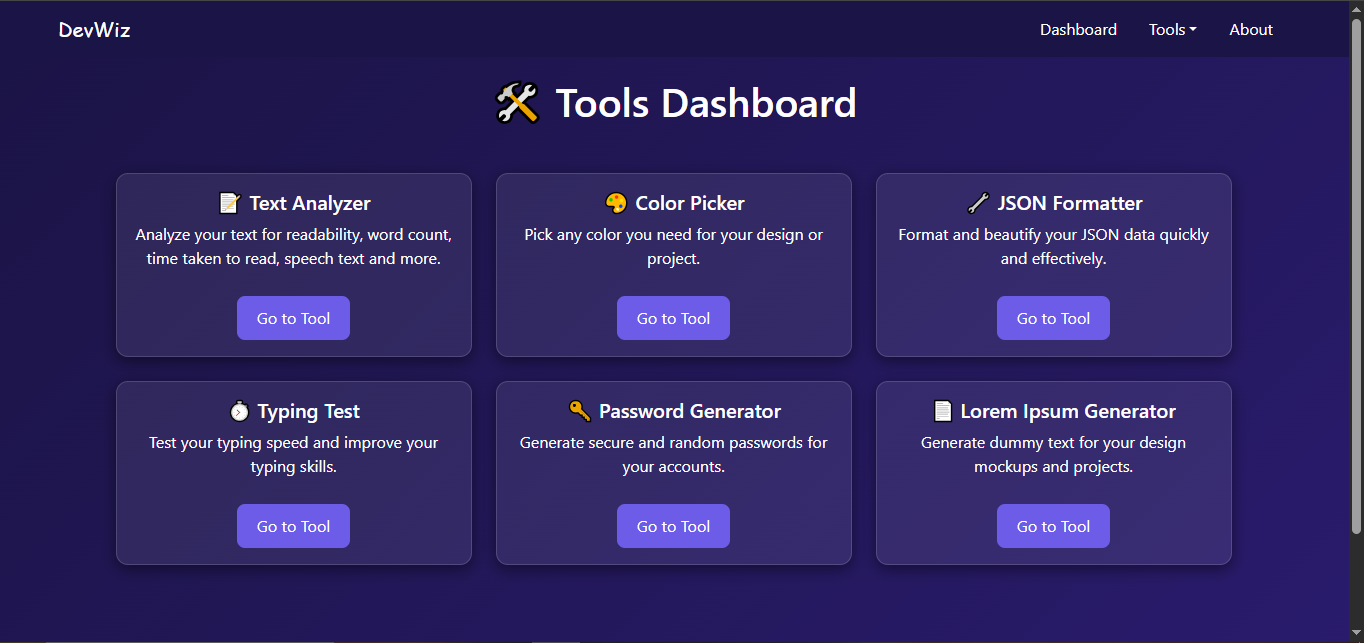 DevWiz
Dashboard Tools About
Tools Dashboard
Text Analyzer
Analyze your text for readability, word count,
time taken to read, speech text and more.
Go to Tool
Color Picker
Pick any color you need for your design or
project.
Go to Tool
JSON Formatter
Format and beautify your JSON data quickly
and effectively.
Go to Tool
Typing Test
Test your typing speed and improve your
typing skills.
Go to Tool
Password Generator
Generate secure and random passwords for
your accounts.
Go to Tool
Lorem Ipsum Generator
Generate dummy text for your design
mockups and projects.
Go to Tool